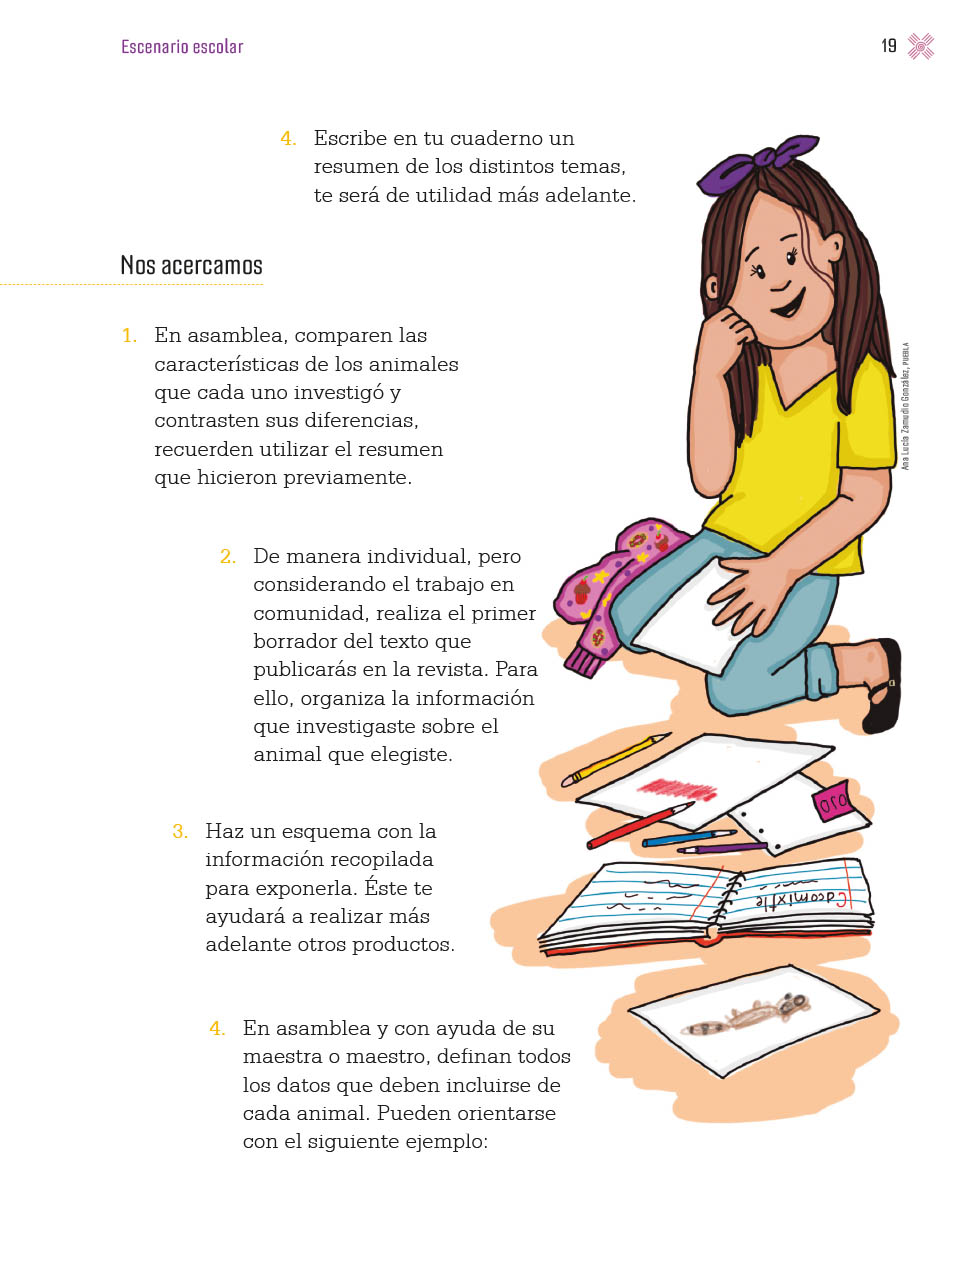 Escenario escolar
19
4. Escribe en tu cuaderno un
resumen de los distintos temas,
te será de utilidad más adelante.
Nos acercamos
1. En asamblea, comparen las
características de los animales
que cada uno investigó y
contrasten sus diferencias,
recuerden utilizar el resumen
que hicieron previamente.
2. De manera individual, pero
considerando el trabajo en
comunidad, realiza el primer
borrador del texto que
publicarás en la revista. Para
ello, organiza la información
que investigaste sobre el
animal que elegiste.
3. Haz un esquema con la
información recopilada
para exponerla. Éste te
ayudará a realizar más
adelante otros productos.
4. En asamblea y con ayuda de su
maestra o maestro, definan todos
los datos que deben incluirse de
cada animal. Pueden orientarse
con el siguiente ejemplo:
Ana Lucía Zamudio González, PUEBLA
OJO
Cacomixtle